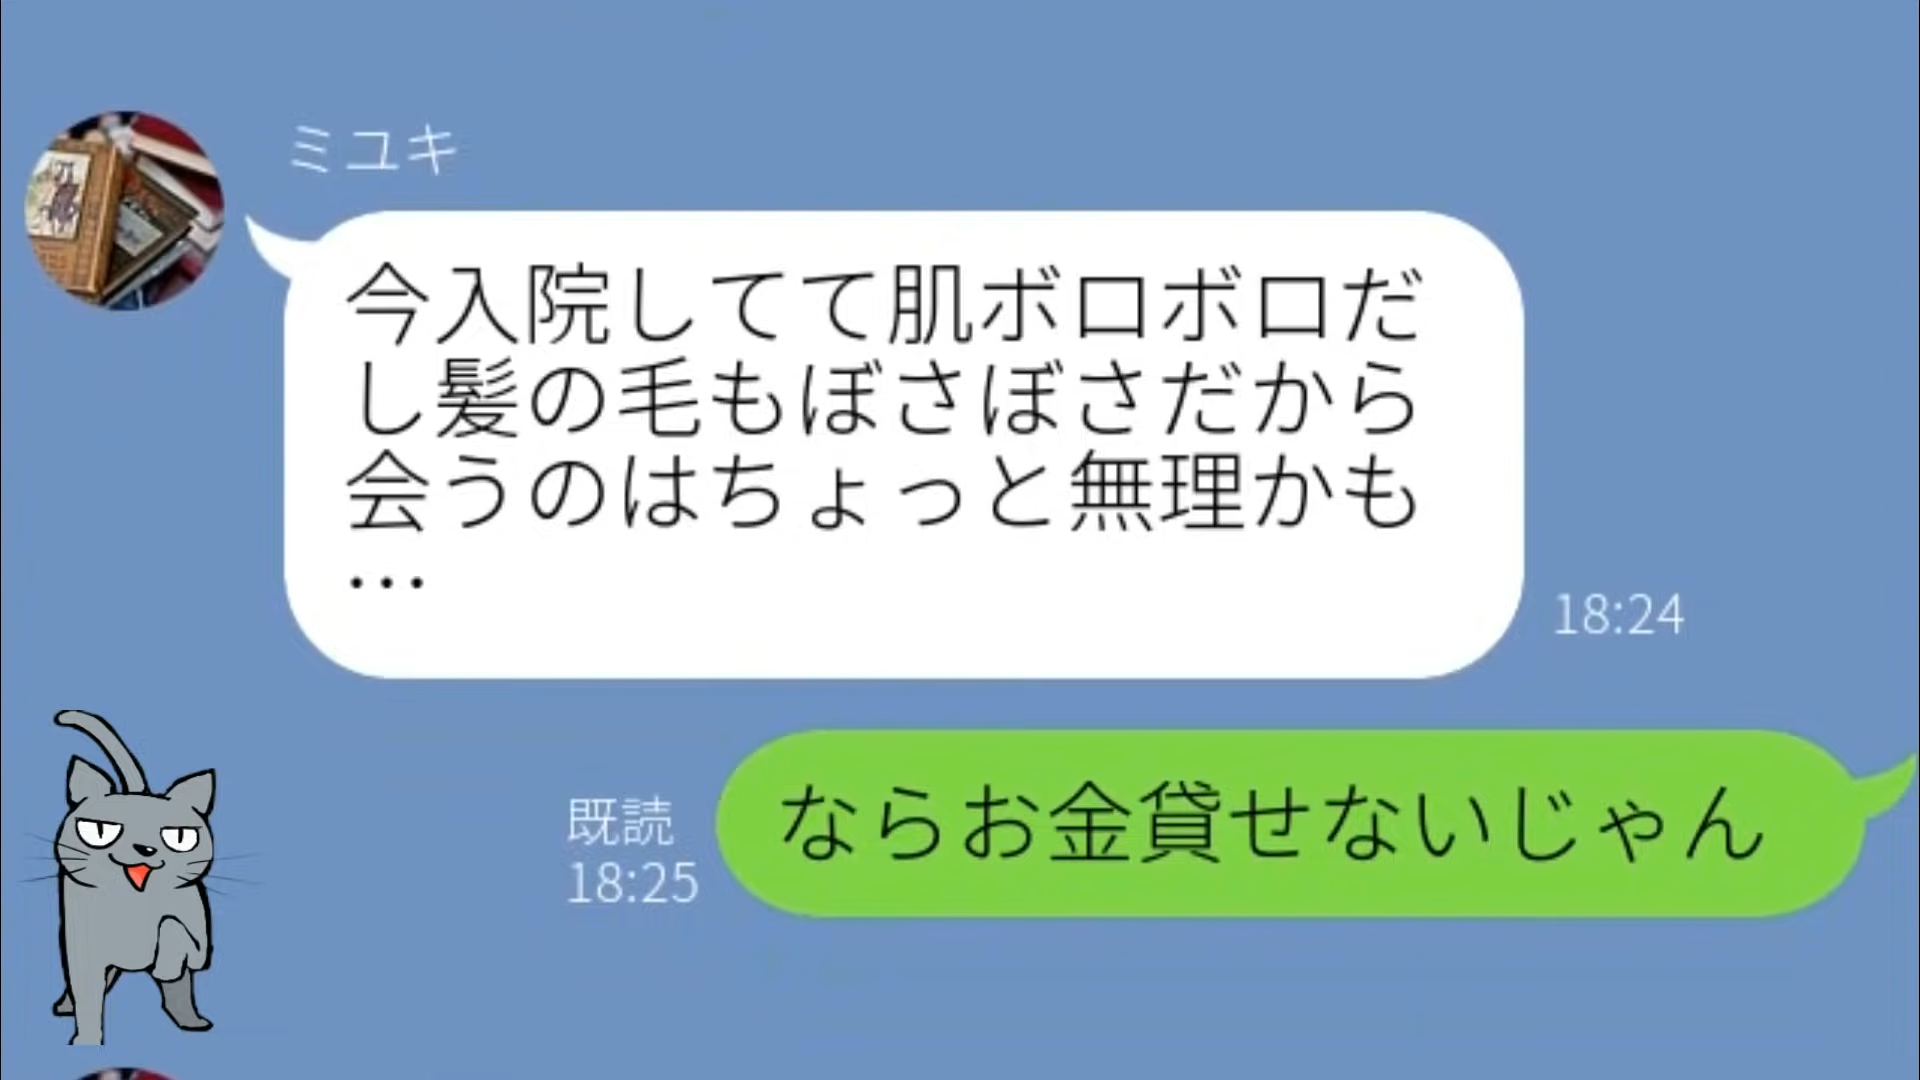 ミユキ
今入院してて肌ボロボロだ
し髪の毛もぼさぼさだから
会うのはちょっと無理かも
…
18:24
ならお金貸せないじゃん
既読
18:25